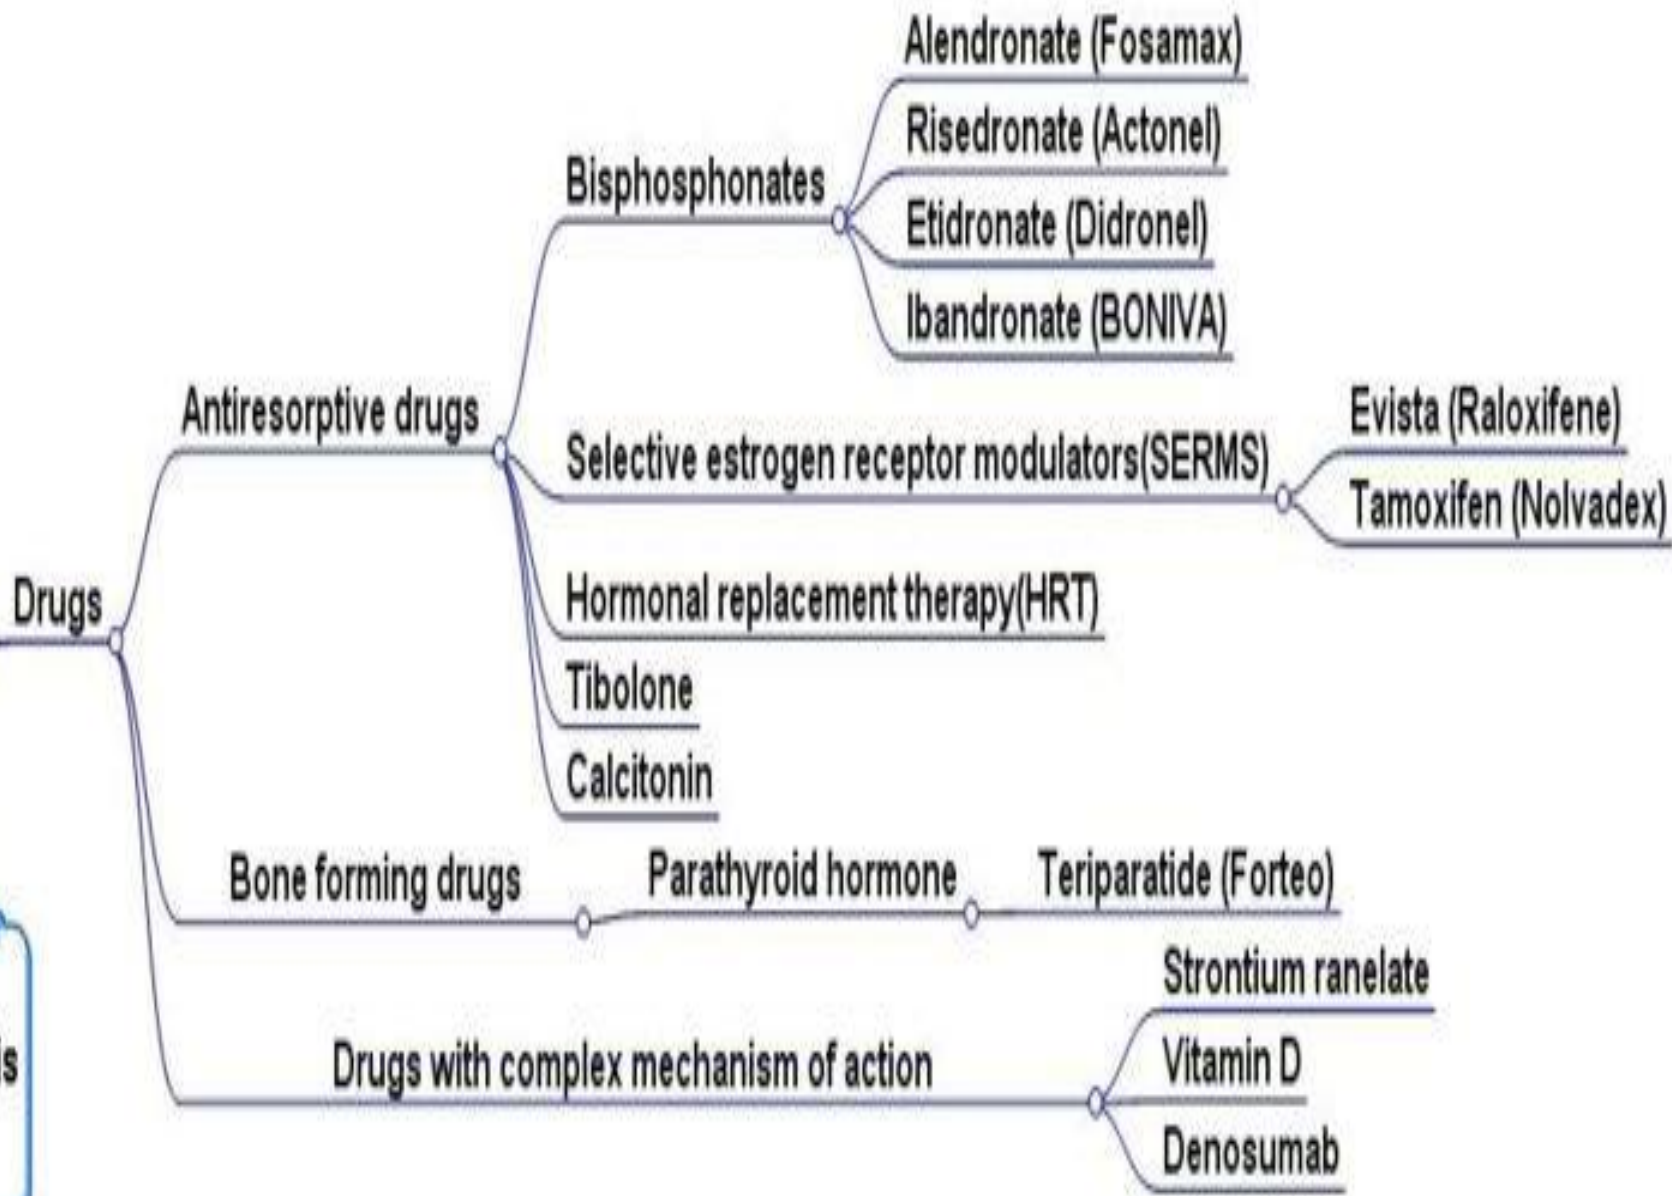 Alendronate (Fosamax)
Risedronate (Actonel)
Bisphosphonates
Etidronate (Didronel)
Ibandronate (BONIVA)
Antiresorptive drugs
Evista (Raloxifene)
Selective estrogen receptor modulators(SERMS)
Tamoxifen (Nolvadex)
Drugs
Hormonal replacement therapy(HRT)
Tibolone
Calcitonin
Bone forming drugs
Parathyroid hormone
Teriparatide (Forteo)
Strontium ranelate
Drugs with complex mechanism of action
Vitamin D
Denosumab